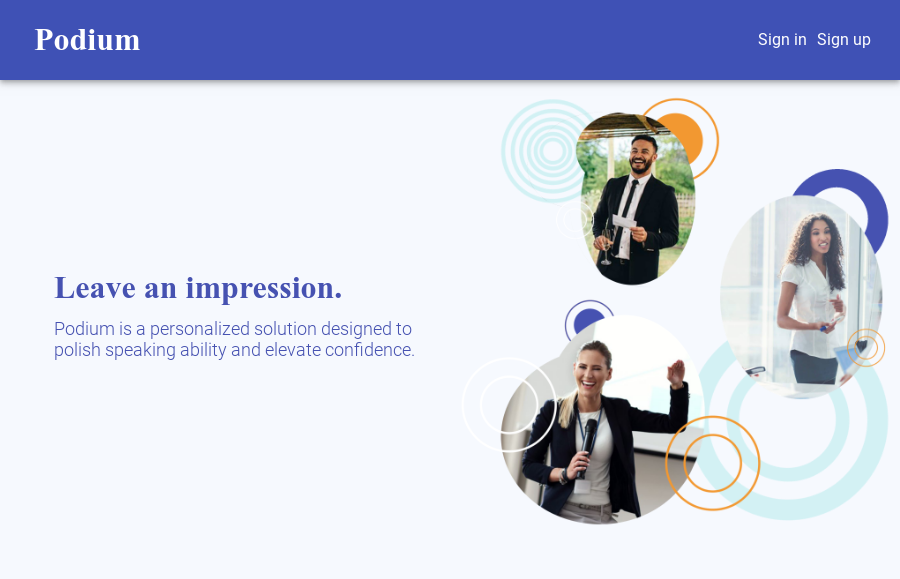 Podium
Sign in Sign up
Leave an impression.
Podium is a personalized solution designed to
polish speaking ability and elevate confidence.